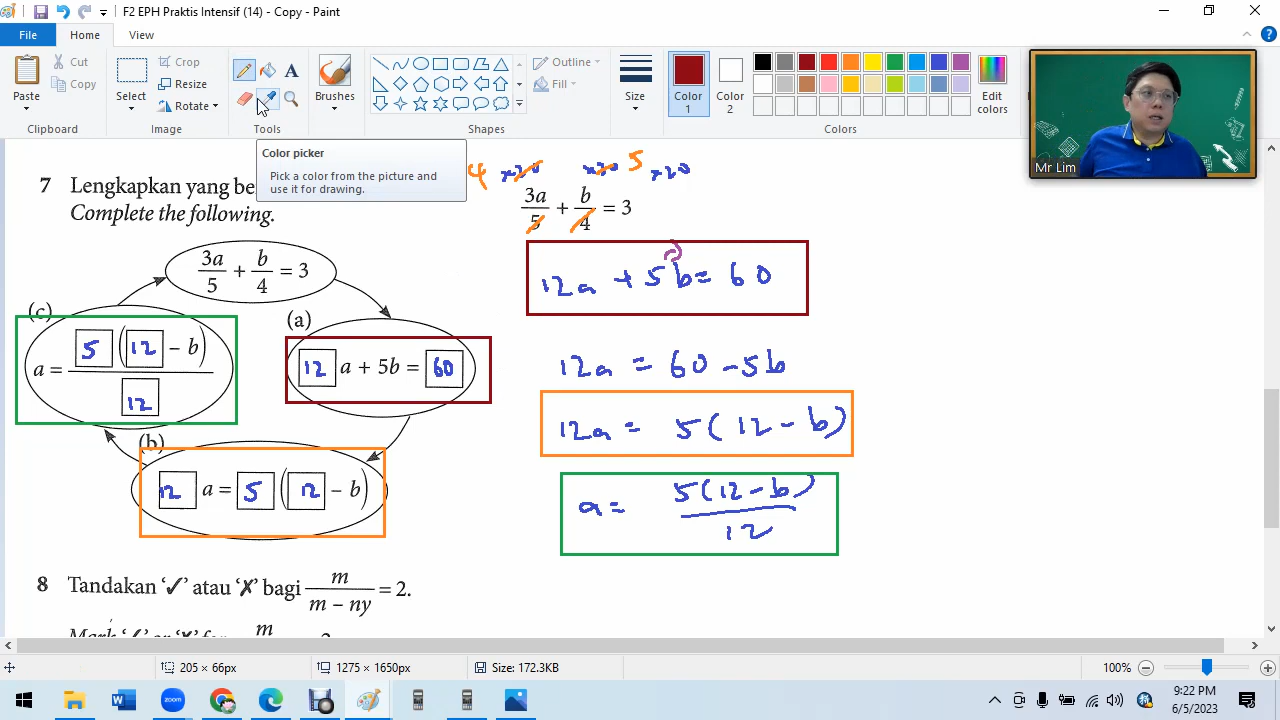 F2 EPH Praktis Intensif (14) - Copy - Paint
File Home View
Paste Cut Copy Clipboard
Select Crop Resize Rotate Image
A Tools
Brushes
Outline Fill Shapes
Size
Color 1 Color 2 Edit colors Colors
Mr Lim
Color picker
Pick a color from the picture and
use it for drawing.
7 Lengkapkan yang be
Complete the following.
4 ×20 ×20 5 ×20
3a/5 + b/4 = 3
3a/5 + b/4 = 3
12a + 5b = 60
(c)
a = 5 (12 – b) / 12
(a)
12 a + 5b = 60
12a = 60 - 5b
12a = 5(12 - b)
(b)
12 a = 5 (12 – b)
a = 5(12-b) / 12
8 Tandakan ‘✓’ atau ‘✗’ bagi m/(m – ny) = 2.
Mark ‘✓’ or ‘✗’ for m = 2
205 × 66px
1275 × 1650px
Size: 172.3KB
100%
zoom
9:22 PM
6/5/2023